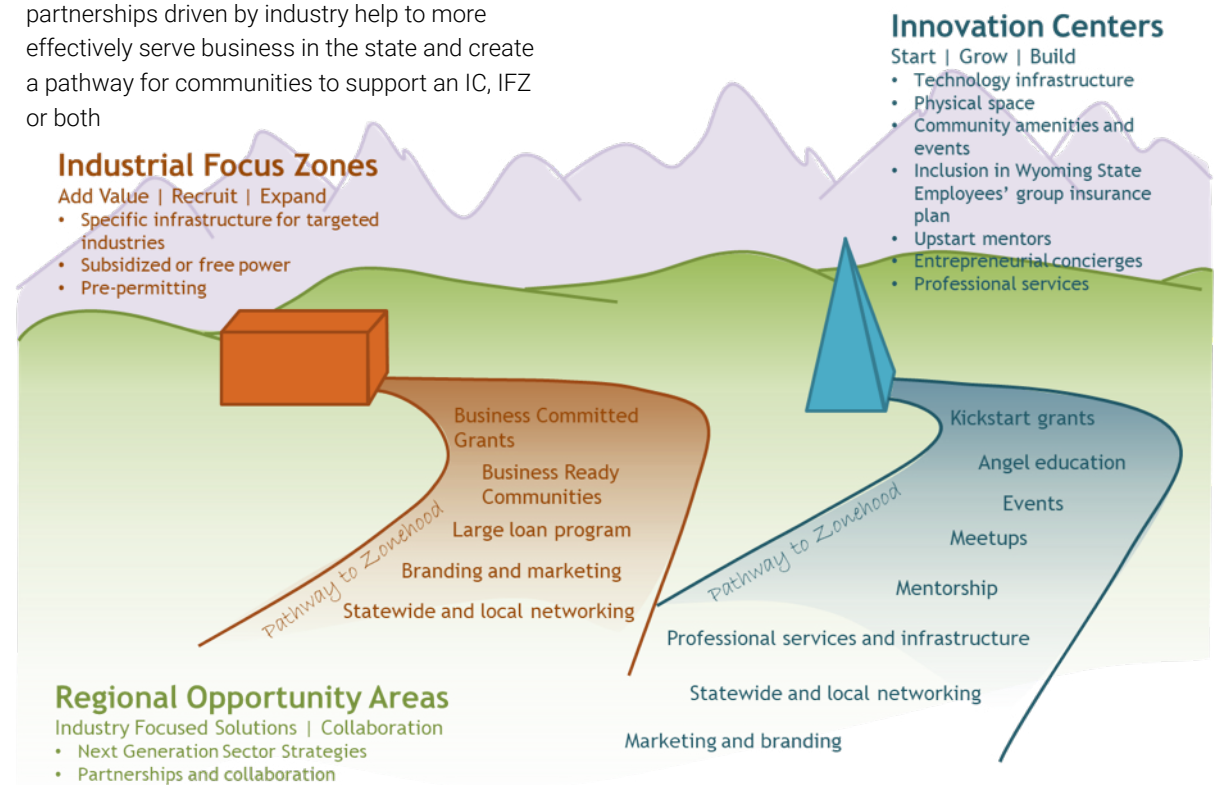 partnerships driven by industry help to more
effectively serve business in the state and create
a pathway for communities to support an IC, IFZ
or both
Industrial Focus Zones
Add Value | Recruit | Expand
• Specific infrastructure for targeted
industries
• Subsidized or free power
• Pre-permitting
Innovation Centers
Start | Grow | Build
• Technology infrastructure
• Physical space
• Community amenities and
events
• Inclusion in Wyoming State
Employees’ group insurance
plan
• Upstart mentors
• Entrepreneurial concierges
• Professional services
Business Committed
Grants
Business Ready
Communities
Large loan program
Branding and marketing
Statewide and local networking
Pathway to Zonehood
Kickstart grants
Angel education
Events
Meetups
Mentorship
Professional services and infrastructure
Statewide and local networking
Marketing and branding
Pathway to Zonehood
Regional Opportunity Areas
Industry Focused Solutions | Collaboration
• Next Generation Sector Strategies
• Partnerships and collaboration